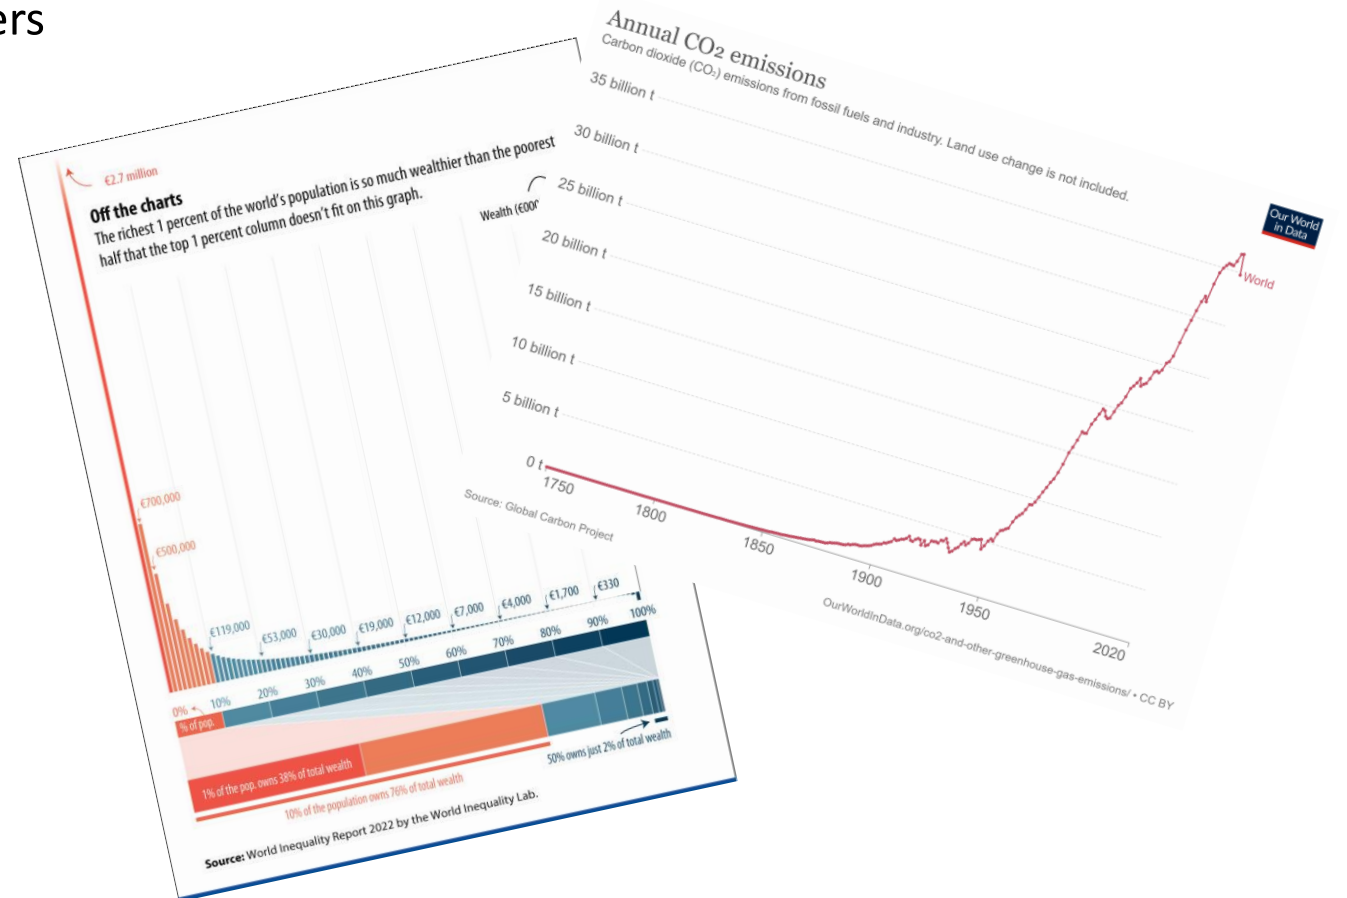 ers
€2.7 million
Off the charts
The richest 1 percent of the world's population is so much wealthier than the poorest
half that the top 1 percent column doesn't fit on this graph.
Wealth (€000
€700,000
€500,000
€119,000
€53,000
€30,000
€19,000
€12,000
€7,000
€4,000
€1,700
€330
0%
10%
20%
30%
40%
50%
60%
70%
80%
90%
100%
% of pop.
1% of the pop. owns 38% of total wealth
10% of the population owns 76% of total wealth
50% owns just 2% of total wealth
Source: World Inequality Report 2022 by the World Inequality Lab.
Annual CO₂ emissions
Carbon dioxide (CO₂) emissions from fossil fuels and industry. Land use change is not included.
Our World
in Data
35 billion t
30 billion t
25 billion t
20 billion t
15 billion t
10 billion t
5 billion t
0 t
World
1750
1800
1850
1900
1950
2020
Source: Global Carbon Project
OurWorldInData.org/co2-and-other-greenhouse-gas-emissions/ • CC BY